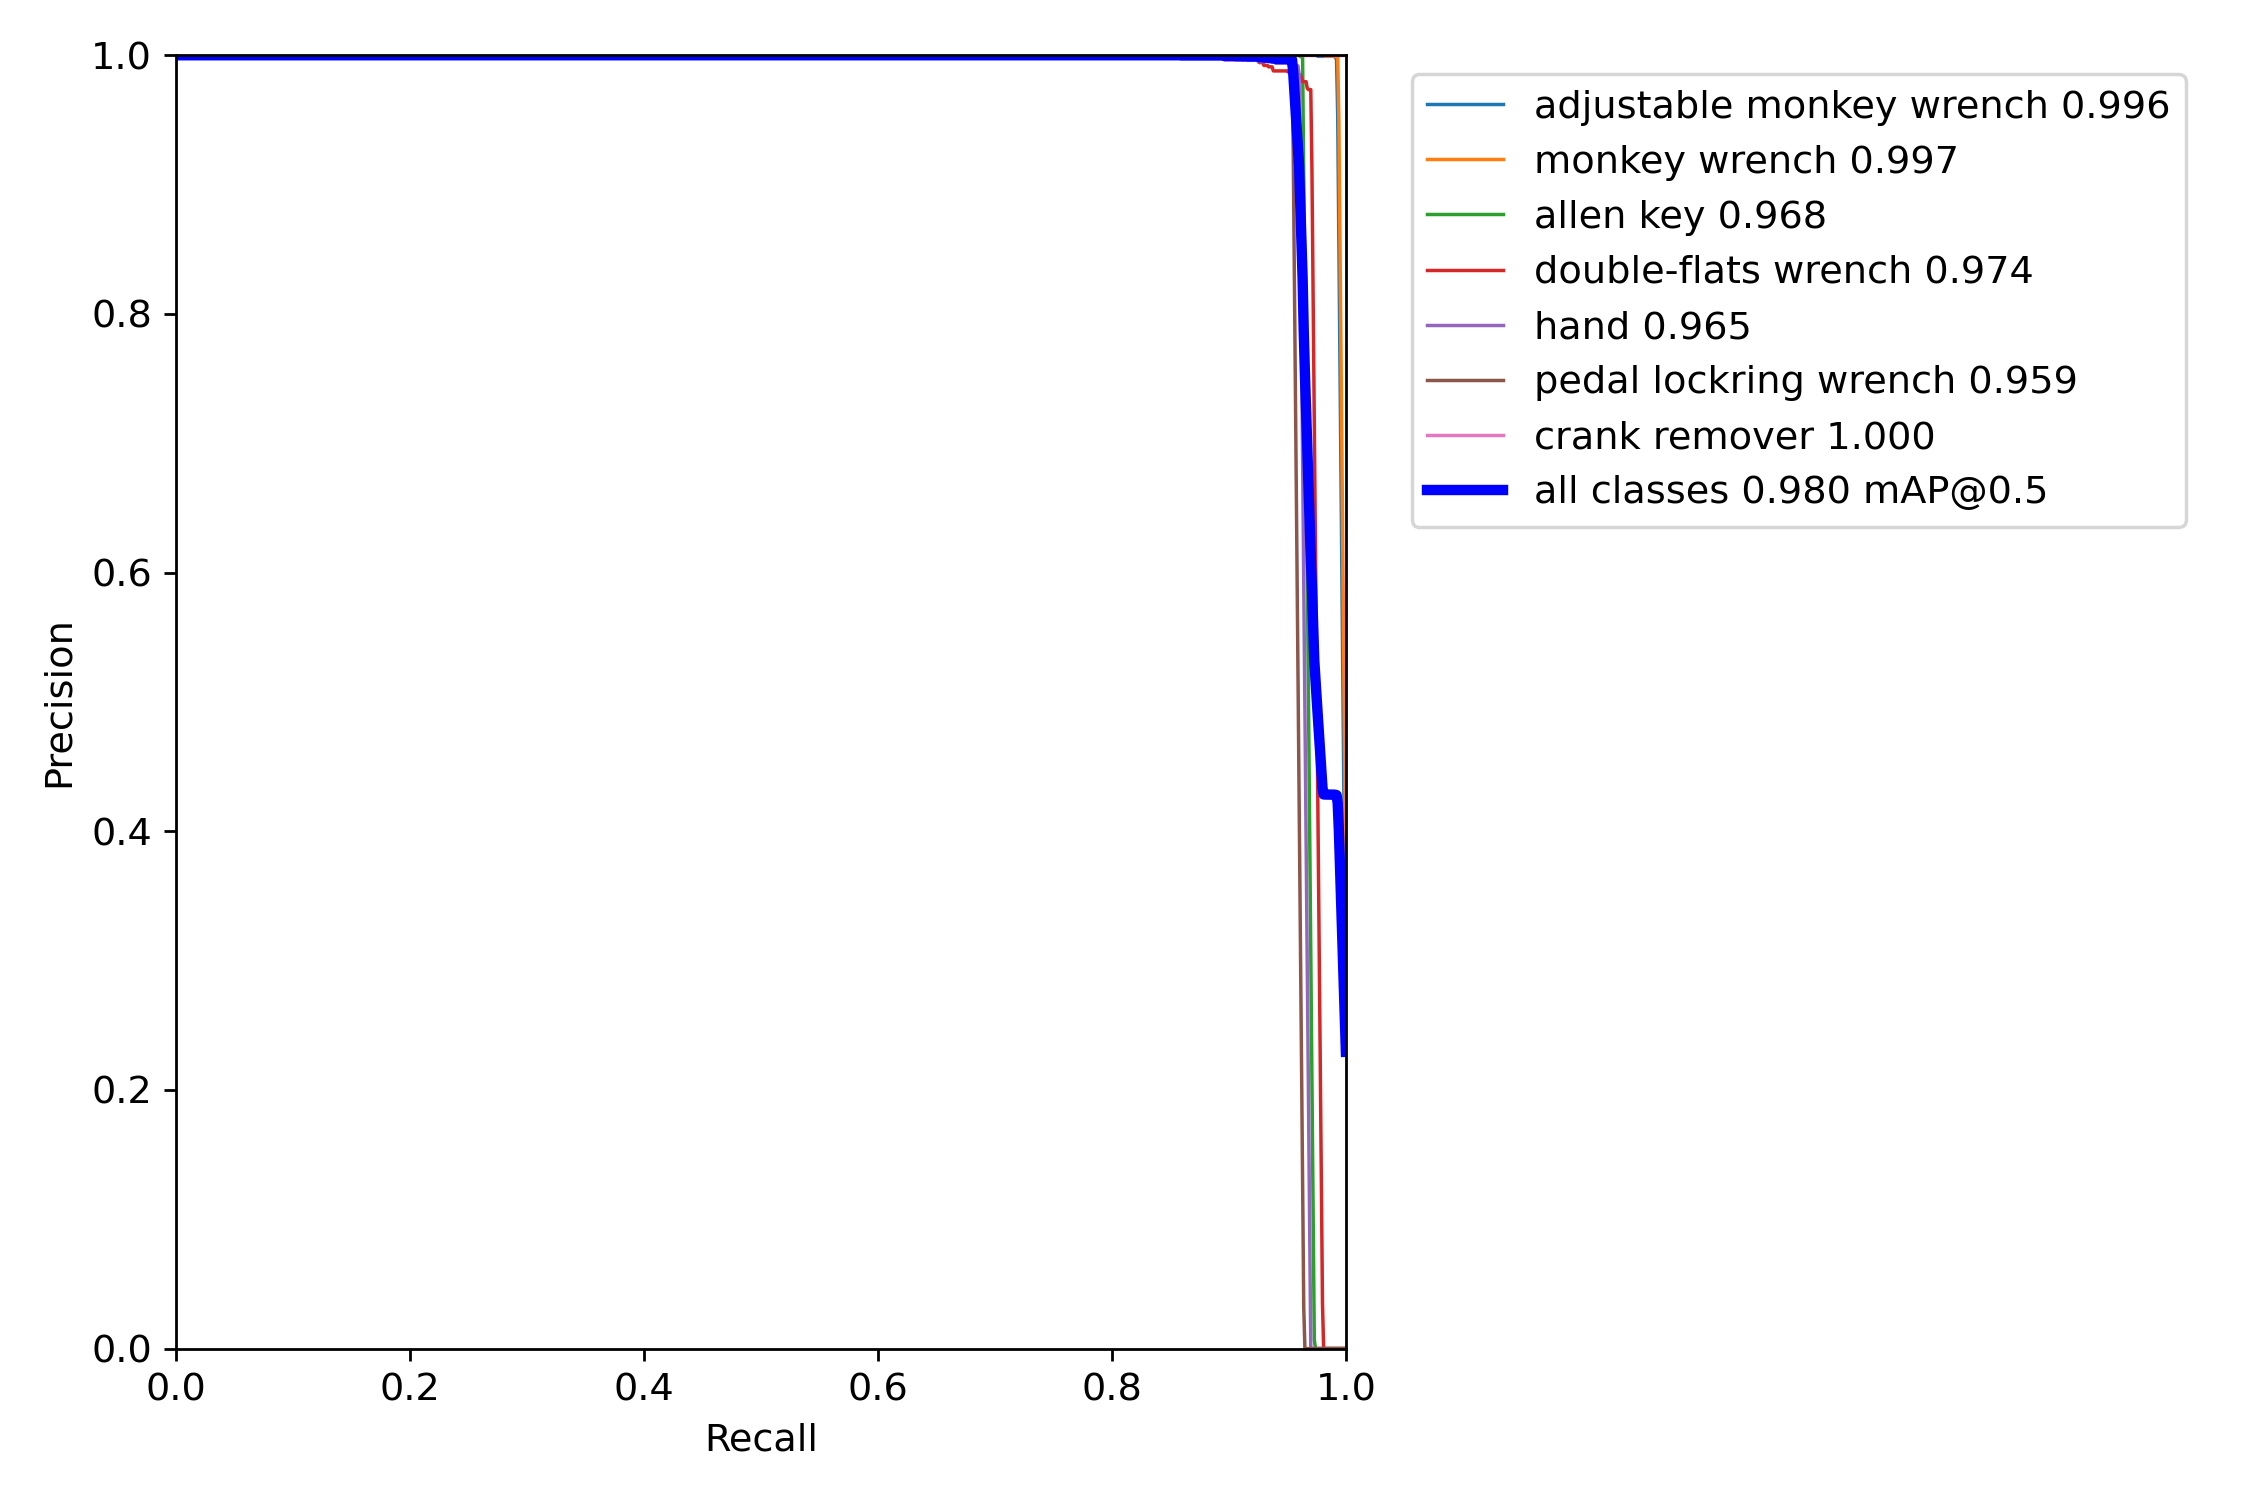 1.0
0.8
0.6
0.4
0.2
0.0
Precision
0.0 0.2 0.4 0.6 0.8 1.0
Recall
adjustable monkey wrench 0.996
monkey wrench 0.997
allen key 0.968
double-flats wrench 0.974
hand 0.965
pedal lockring wrench 0.959
crank remover 1.000
all classes 0.980 mAP@0.5